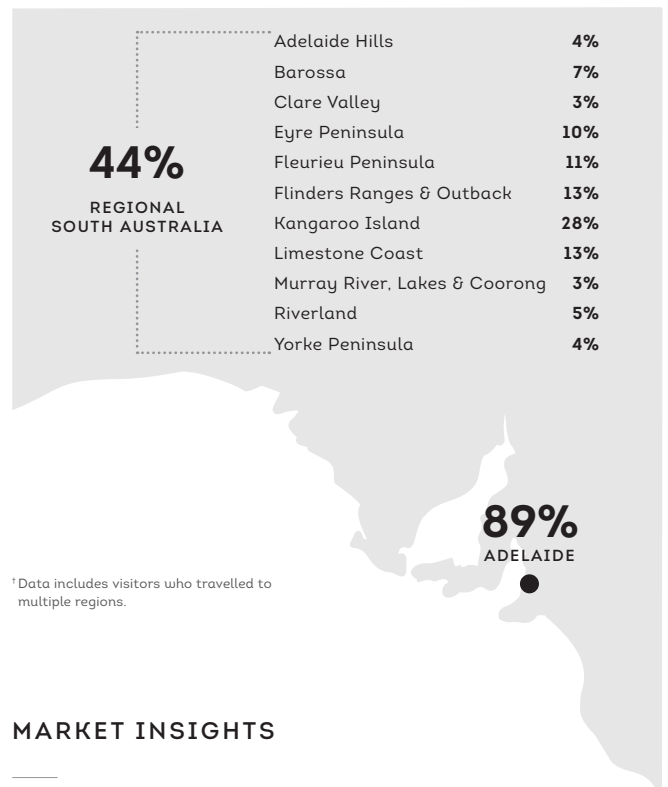 Adelaide Hills 4%
Barossa 7%
Clare Valley 3%
Eyre Peninsula 10%
Fleurieu Peninsula 11%
Flinders Ranges & Outback 13%
Kangaroo Island 28%
Limestone Coast 13%
Murray River, Lakes & Coorong 3%
Riverland 5%
Yorke Peninsula 4%
44%
REGIONAL
SOUTH AUSTRALIA
89%
ADELAIDE
†Data includes visitors who travelled to
multiple regions.
MARKET INSIGHTS